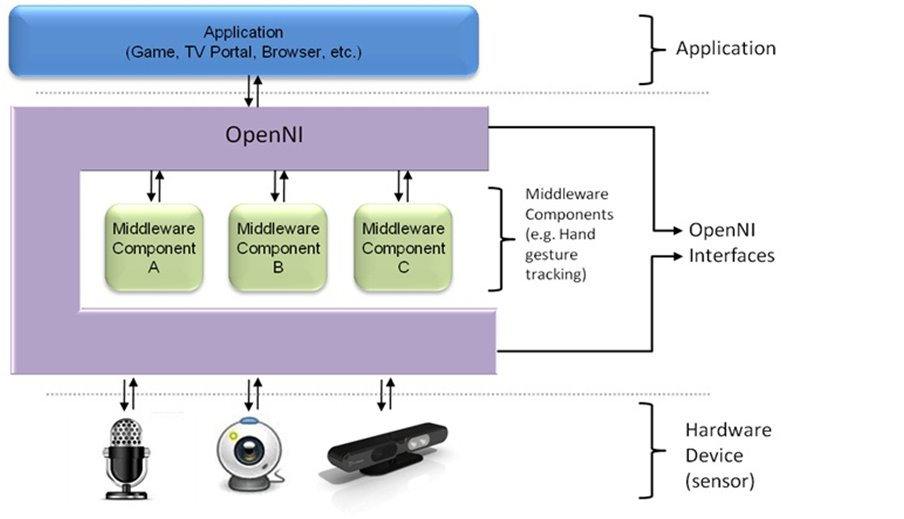 Application
(Game, TV Portal, Browser, etc.)
Application
OpenNI
Middleware
Component
A
Middleware
Component
B
Middleware
Component
C
Middleware
Components
(e.g. Hand
gesture
tracking)
OpenNI
Interfaces
Hardware
Device
(sensor)